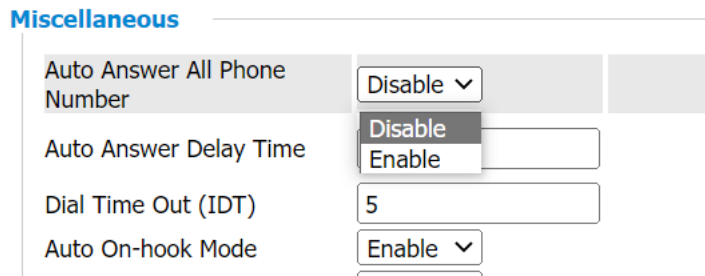 Miscellaneous
Auto Answer All Phone
Number
Disable
Disable
Enable
Auto Answer Delay Time
Dial Time Out (IDT)
5
Auto On-hook Mode
Enable